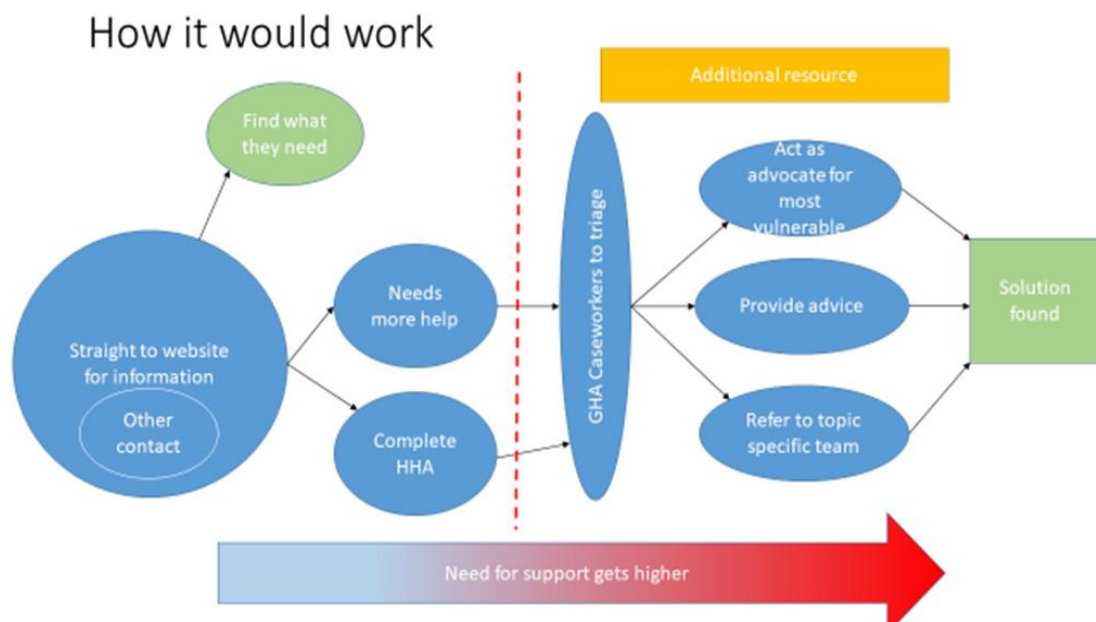 How it would work
Additional resource
Find what
they need
Straight to website
for information
Other
contact
Needs
more help
Complete
HHA
GHA Caseworkers to triage
Act as
advocate for
most
vulnerable
Provide advice
Refer to topic
specific team
Solution
found
Need for support gets higher